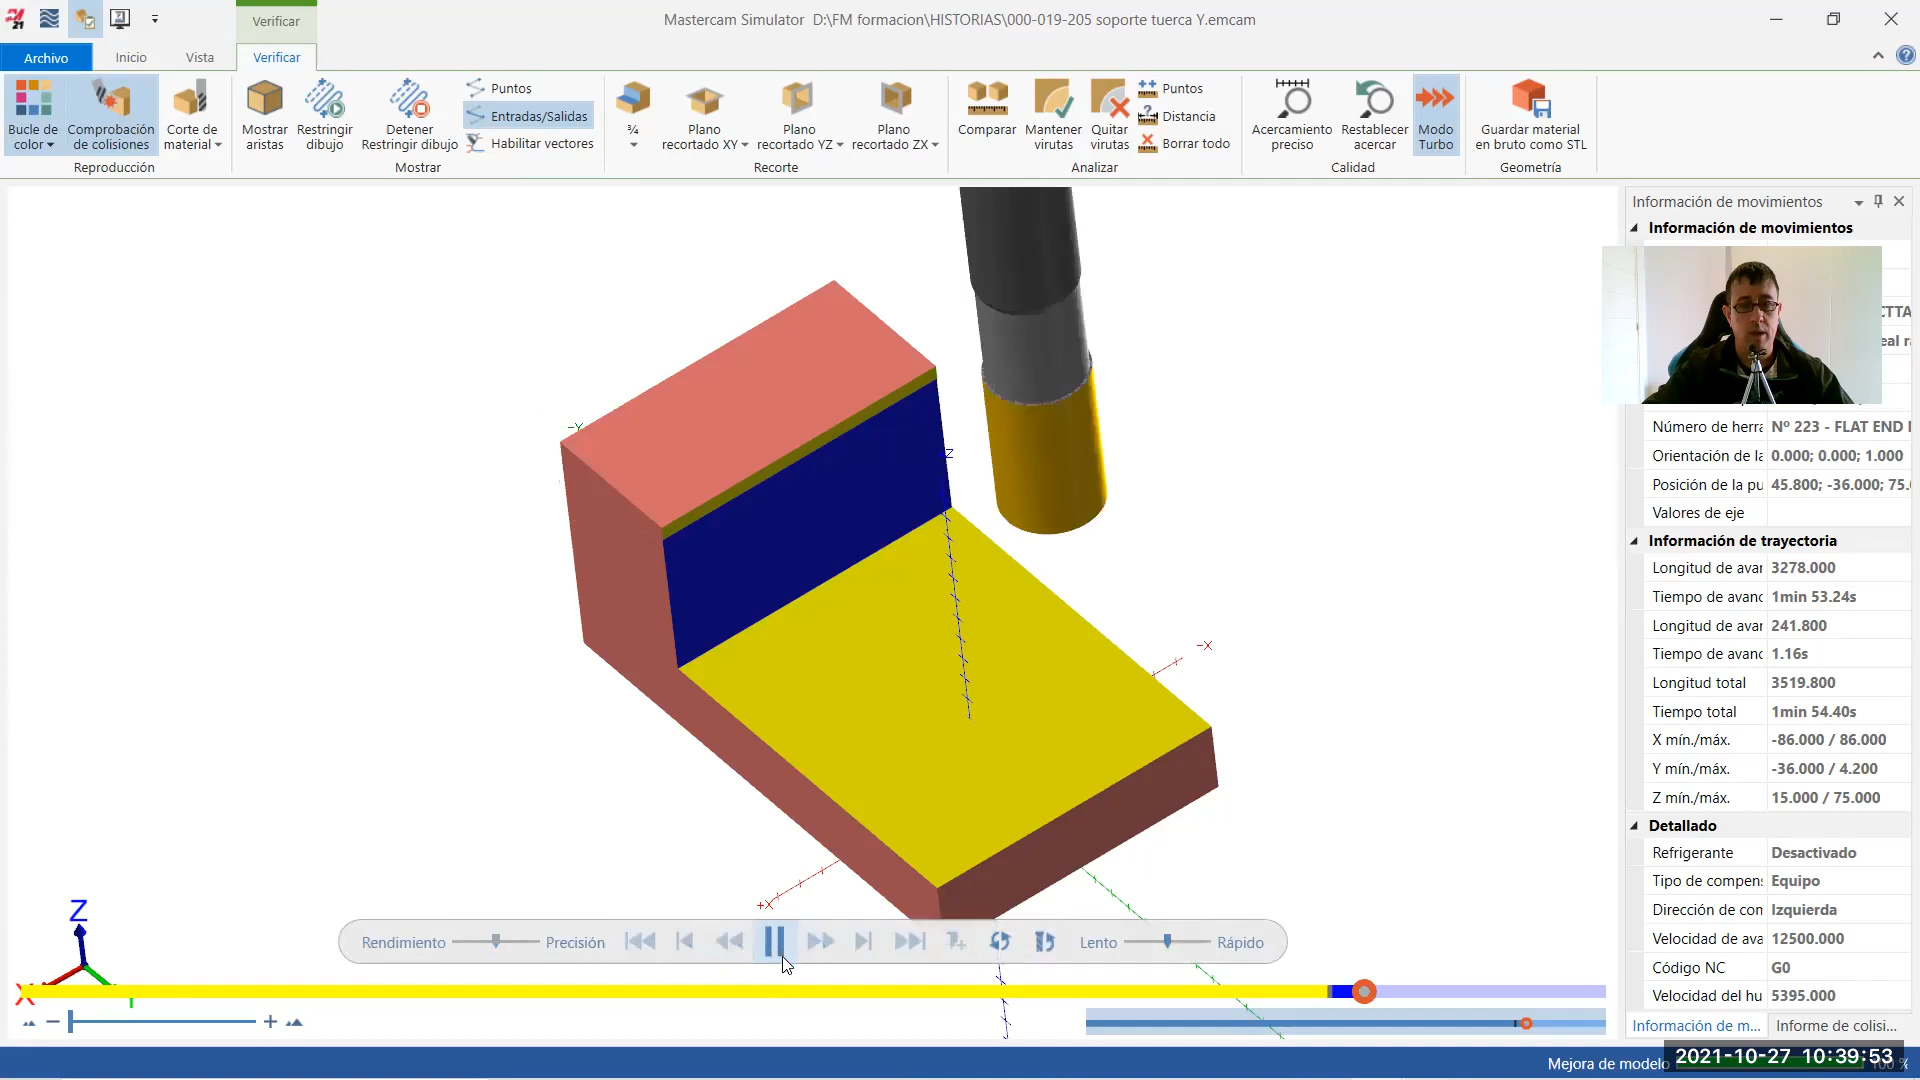 Verificar
Mastercam Simulator D:\FM formacion\HISTORIAS\000-019-205 soporte tuerca Y.emcam
Archivo
Inicio
Vista
Verificar
Bucle de color
Comprobación de colisiones
Corte de material
Reproducción
Mostrar aristas
Restringir dibujo
Detener Restringir dibujo
Puntos
Entradas/Salidas
Habilitar vectores
Mostrar
¾
Plano recortado XY
Plano recortado YZ
Plano recortado ZX
Recorte
Comparar
Mantener virutas
Quitar virutas
Puntos
Distancia
Borrar todo
Analizar
Acercamiento preciso
Restablecer acercar
Modo Turbo
Calidad
Guardar material en bruto como STL
Geometría
Información de movimientos
Información de movimientos
CTTA
eal ra
Número de herra Nº 223 - FLAT END
Orientación de la 0.000; 0.000; 1.000
Posición de la pu 45.800; -36.000; 75.
Valores de eje
Información de trayectoria
Longitud de avar 3278.000
Tiempo de avanc 1min 53.24s
Longitud de avar 241.800
Tiempo de avanc 1.16s
Longitud total 3519.800
Tiempo total 1min 54.40s
X mín./máx. -86.000 / 86.000
Y mín./máx. -36.000 / 4.200
Z mín./máx. 15.000 / 75.000
Detallado
Refrigerante Desactivado
Tipo de compens Equipo
Dirección de con Izquierda
Velocidad de ava 12500.000
Código NC G0
Velocidad del hu 5395.000
Información de m...
Informe de colisi...
-Y
Z
-X
+X
Z
X
Rendimiento
Precisión
Lento
Rápido
Mejora de modelo
2021-10-27 10:39:53